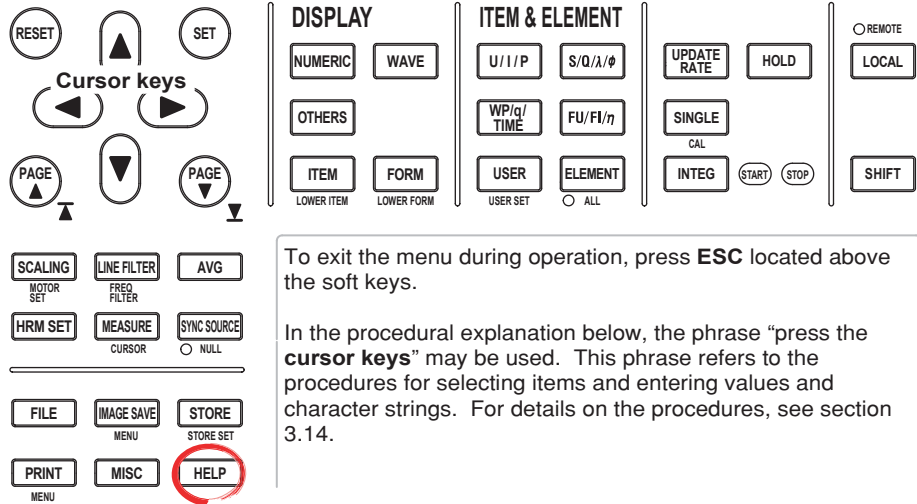 RESET
SET
Cursor keys
PAGE
PAGE
DISPLAY
NUMERIC WAVE
OTHERS
ITEM FORM
LOWER ITEM LOWER FORM
ITEM & ELEMENT
U / I / P S/Q/λ/ϕ
WP/q/
TIME
FU/FI/η
USER ELEMENT
USER SET ALL
UPDATE
RATE
HOLD
SINGLE
CAL
INTEG START STOP
REMOTE
LOCAL
SHIFT
SCALING LINE FILTER AVG
MOTOR
SET
FREQ
FILTER
HRM SET MEASURE SYNC SOURCE
CURSOR NULL
FILE IMAGE SAVE STORE
MENU STORE SET
PRINT MISC HELP
MENU
To exit the menu during operation, press ESC located above
the soft keys.
In the procedural explanation below, the phrase “press the
cursor keys” may be used. This phrase refers to the
procedures for selecting items and entering values and
character strings. For details on the procedures, see section
3.14.